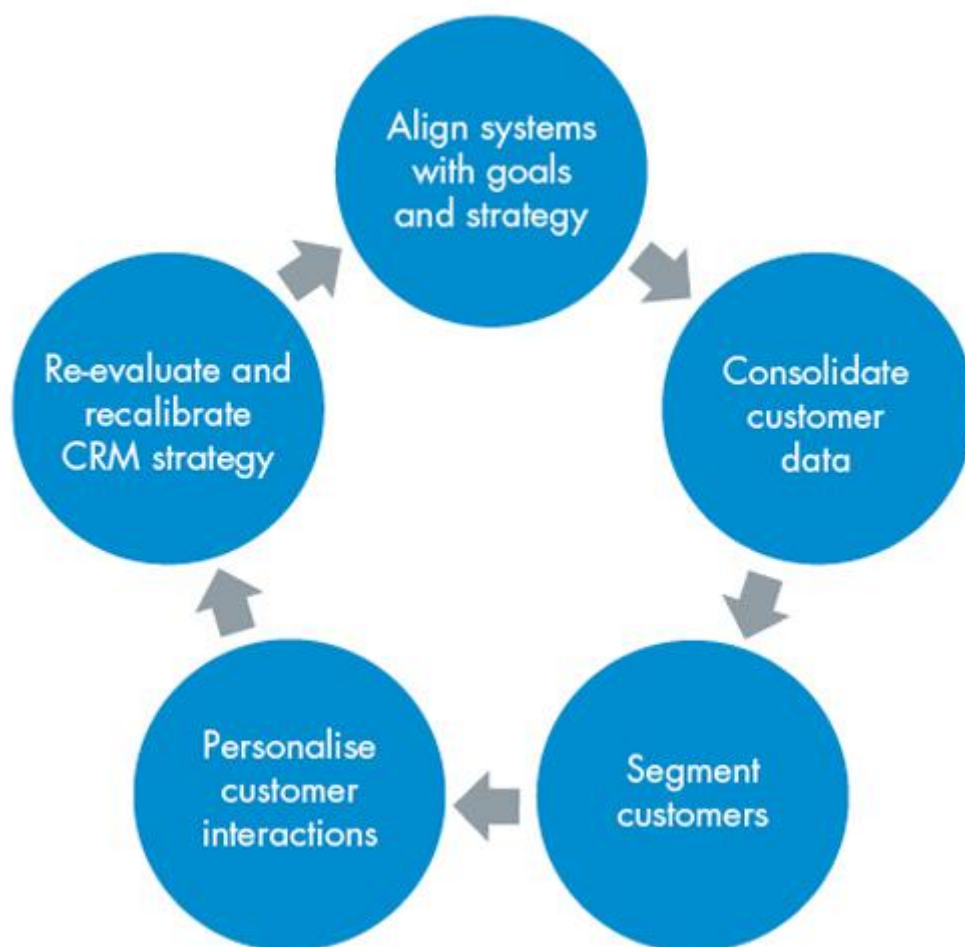 Align systems
with goals
and strategy
Consolidate
customer
data
Segment
customers
Personalise
customer
interactions
Re-evaluate and
recalibrate
CRM strategy